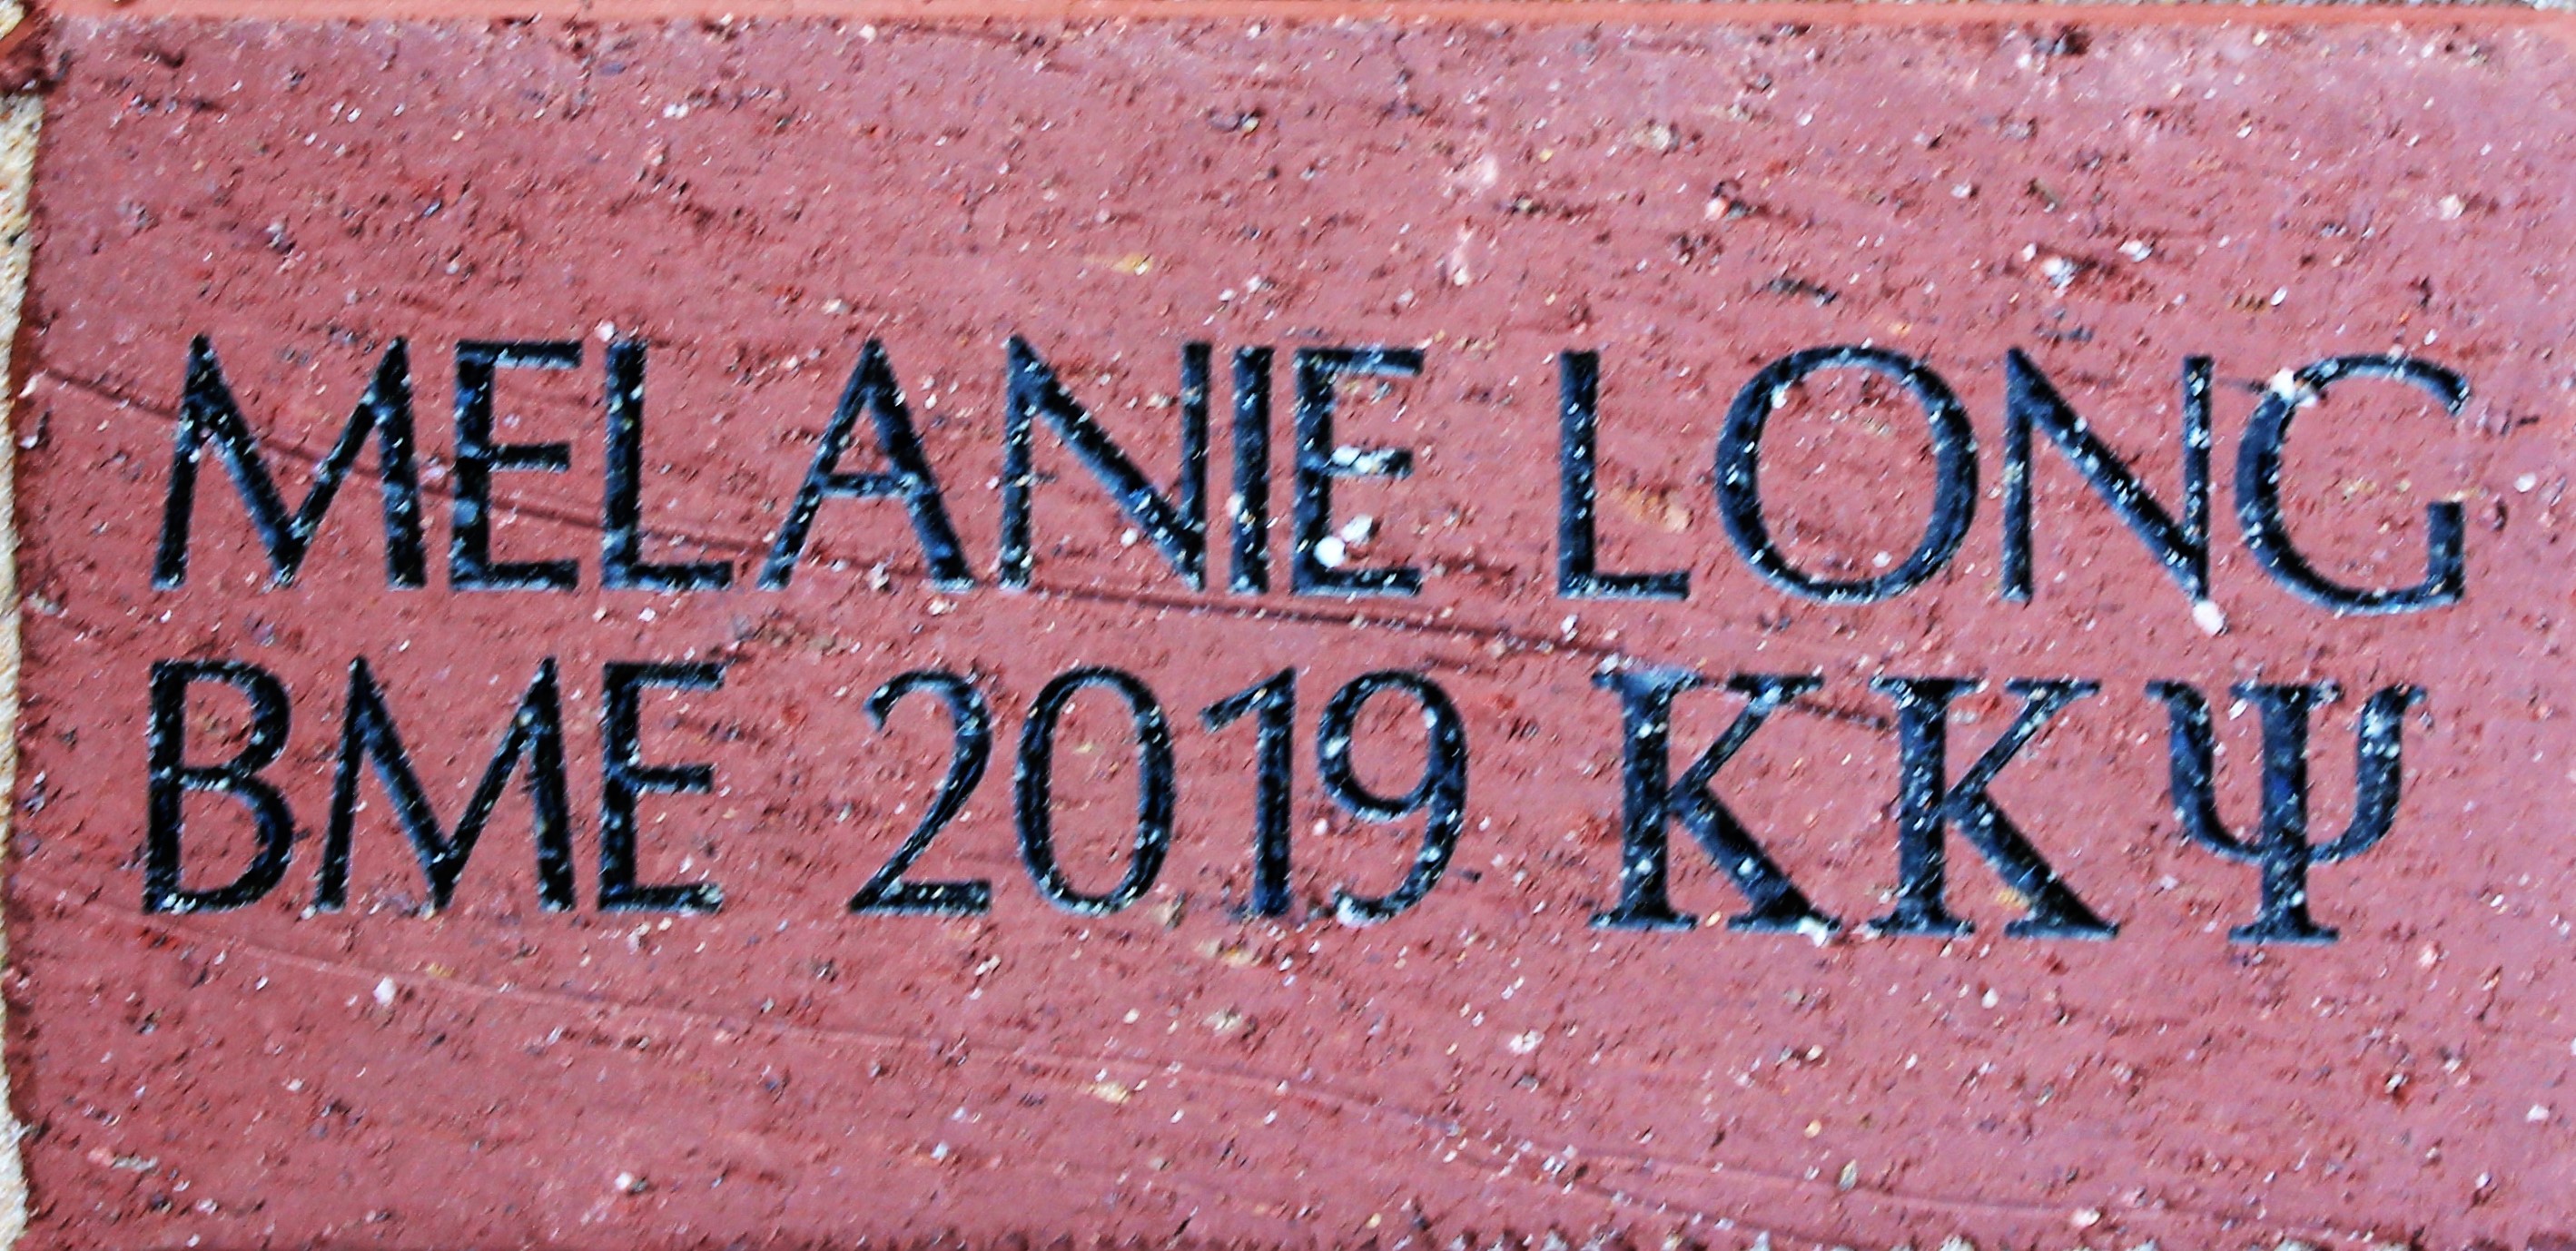 MELANIE LONG
BME 2019 ΚΚΨ